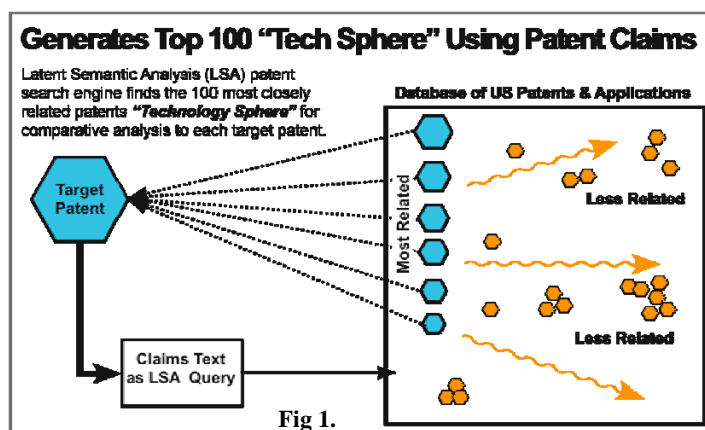 Generates Top 100 “Tech Sphere” Using Patent Claims
Latent Semantic Analysis (LSA) patent
search engine finds the 100 most closely
related patents “Technology Sphere” for
comparative analysis to each target patent.
Database of US Patents & Applications
Target
Patent
Most Related
Less Related
Less Related
Claims Text
as LSA Query
Fig 1.